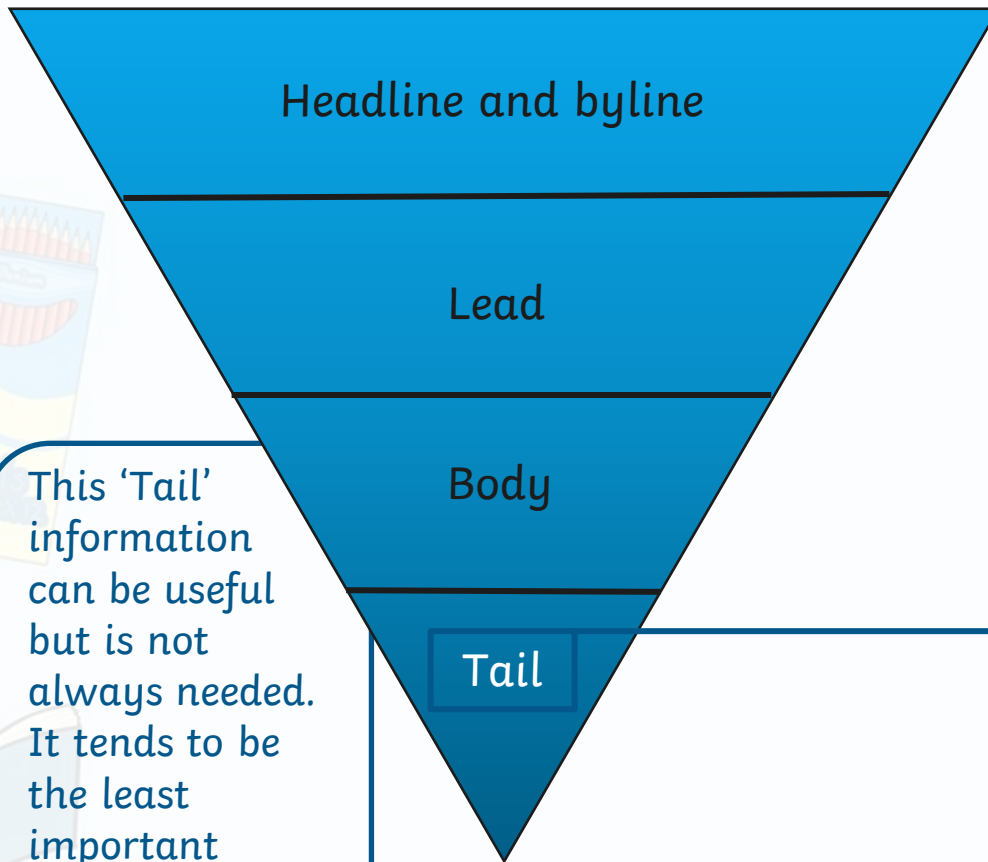 Headline and byline
Lead
Body
Tail
This ‘Tail’
information
can be useful
but is not
always needed.
It tends to be
the least
important